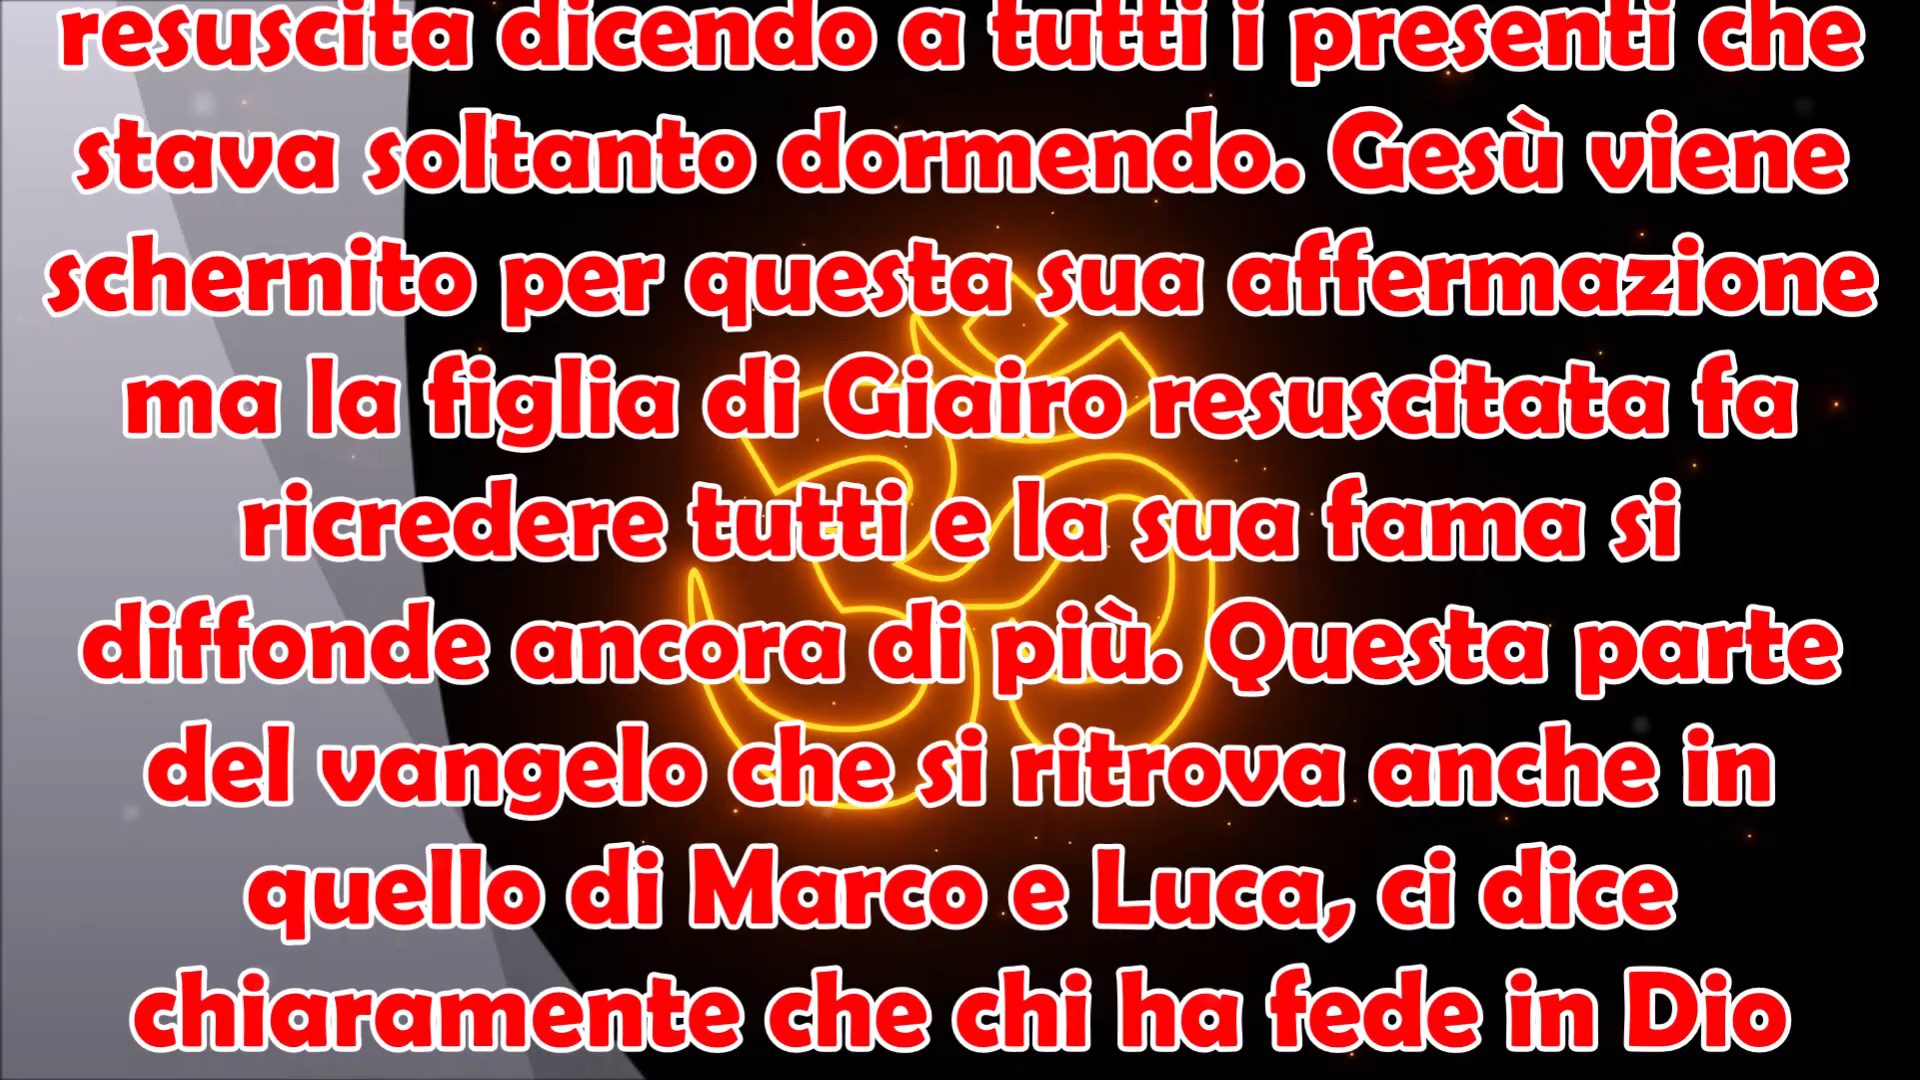 resuscita dicendo a tutti i presenti che
stava soltanto dormendo. Gesù viene
schernito per questa sua affermazione
ma la figlia di Giairo resuscitata fa
ricredere tutti e la sua fama si
diffonde ancora di più. Questa parte
del vangelo che si ritrova anche in
quello di Marco e Luca, ci dice
chiaramente che chi ha fede in Dio